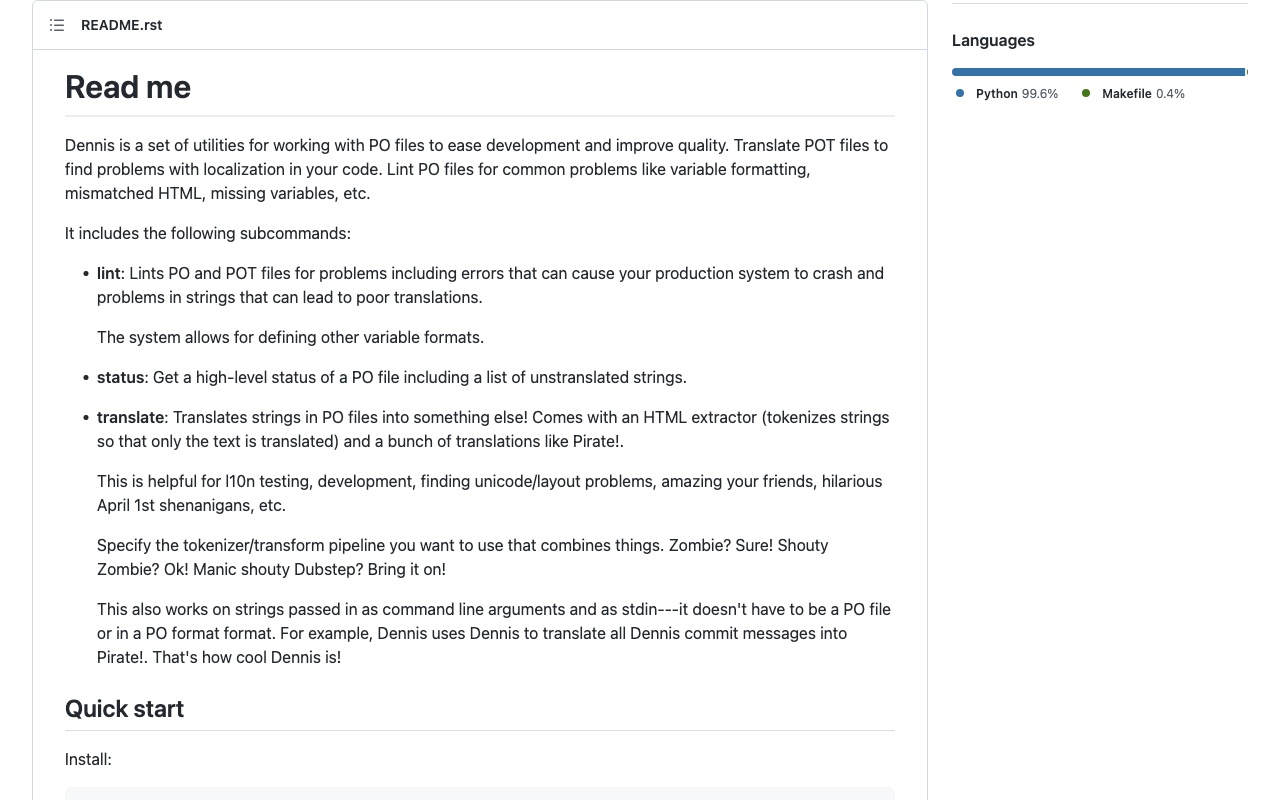 README.rst
Read me
Dennis is a set of utilities for working with PO files to ease development and improve quality. Translate POT files to
find problems with localization in your code. Lint PO files for common problems like variable formatting,
mismatched HTML, missing variables, etc.
It includes the following subcommands:
• lint: Lints PO and POT files for problems including errors that can cause your production system to crash and
problems in strings that can lead to poor translations.
The system allows for defining other variable formats.
• status: Get a high-level status of a PO file including a list of unstranslated strings.
• translate: Translates strings in PO files into something else! Comes with an HTML extractor (tokenizes strings
so that only the text is translated) and a bunch of translations like Pirate!.
This is helpful for l10n testing, development, finding unicode/layout problems, amazing your friends, hilarious
April 1st shenanigans, etc.
Specify the tokenizer/transform pipeline you want to use that combines things. Zombie? Sure! Shouty
Zombie? Ok! Manic shouty Dubstep? Bring it on!
This also works on strings passed in as command line arguments and as stdin---it doesn't have to be a PO file
or in a PO format format. For example, Dennis uses Dennis to translate all Dennis commit messages into
Pirate!. That's how cool Dennis is!
Quick start
Install:
Languages
Python 99.6% Makefile 0.4%